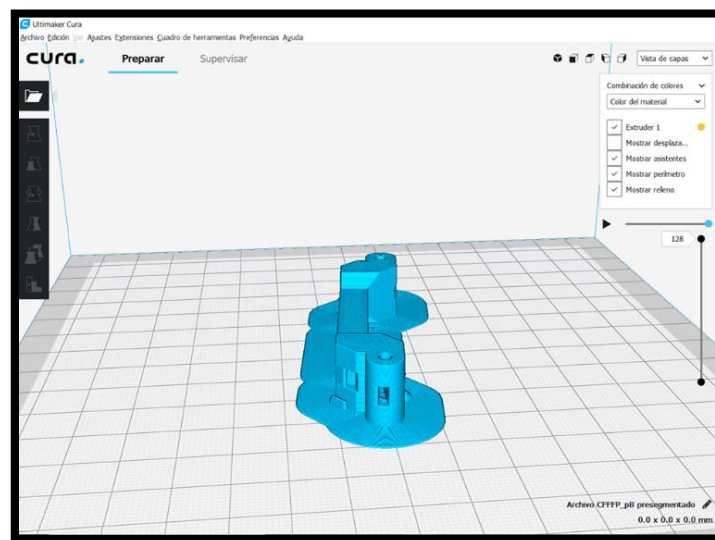 Ultimaker Cura
Archivo Edición Ver Ajustes Extensiones Cuadro de herramientas Preferencias Ayuda
cura. Preparar Supervisar Vista de capas
Combinación de colores
Color del material
Extruder 1
Mostrar desplaza...
Mostrar asistentes
Mostrar perímetro
Mostrar relleno
128
Archivo CFFFP_pB presegmentado
0.0 x 0.0 x 0.0 mm